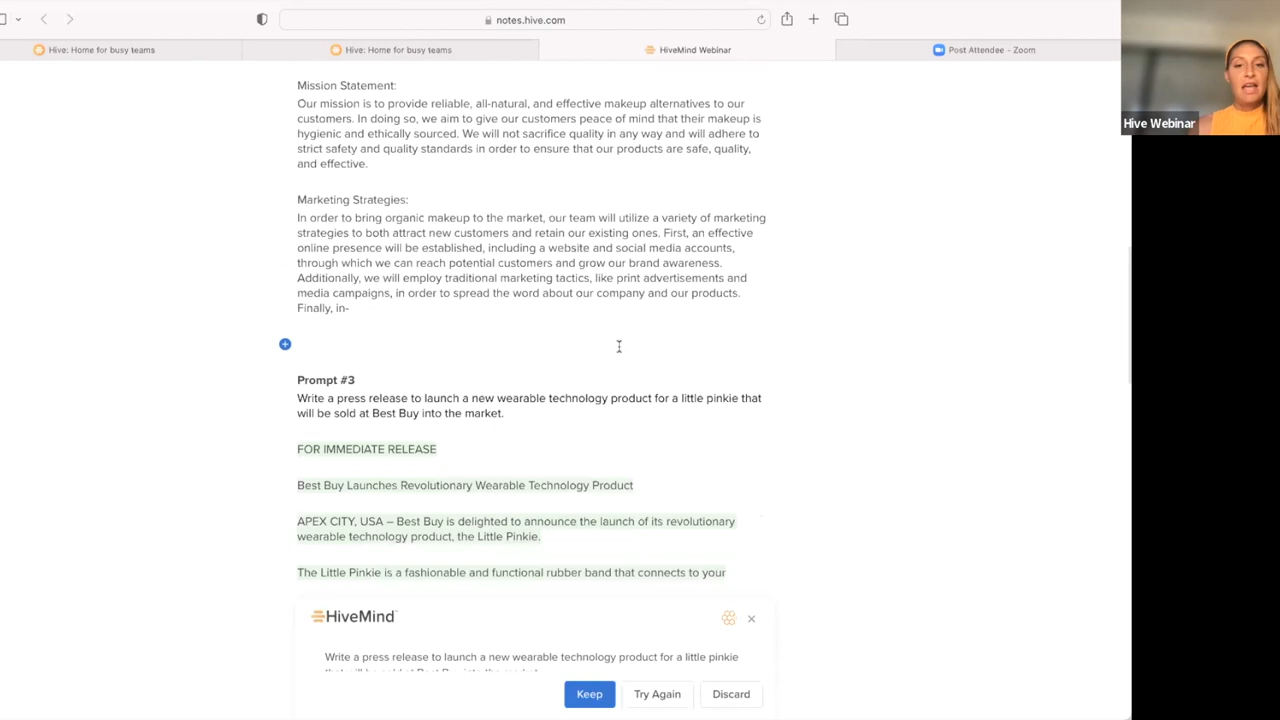 notes.hive.com
Hive: Home for busy teams
Hive: Home for busy teams
HiveMind Webinar
Post Attendee - Zoom
Hive Webinar
Mission Statement:
Our mission is to provide reliable, all-natural, and effective makeup alternatives to our
customers. In doing so, we aim to give our customers peace of mind that their makeup is
hygienic and ethically sourced. We will not sacrifice quality in any way and will adhere to
strict safety and quality standards in order to ensure that our products are safe, quality,
and effective.
Marketing Strategies:
In order to bring organic makeup to the market, our team will utilize a variety of marketing
strategies to both attract new customers and retain our existing ones. First, an effective
online presence will be established, including a website and social media accounts,
through which we can reach potential customers and grow our brand awareness.
Additionally, we will employ traditional marketing tactics, like print advertisements and
media campaigns, in order to spread the word about our company and our products.
Finally, in-
Prompt #3
Write a press release to launch a new wearable technology product for a little pinkie that
will be sold at Best Buy into the market.
FOR IMMEDIATE RELEASE
Best Buy Launches Revolutionary Wearable Technology Product
APEX CITY, USA – Best Buy is delighted to announce the launch of its revolutionary
wearable technology product, the Little Pinkie.
The Little Pinkie is a fashionable and functional rubber band that connects to your
HiveMind
Write a press release to launch a new wearable technology product for a little pinkie
that will be sold at Best Buy into the market.
Keep
Try Again
Discard